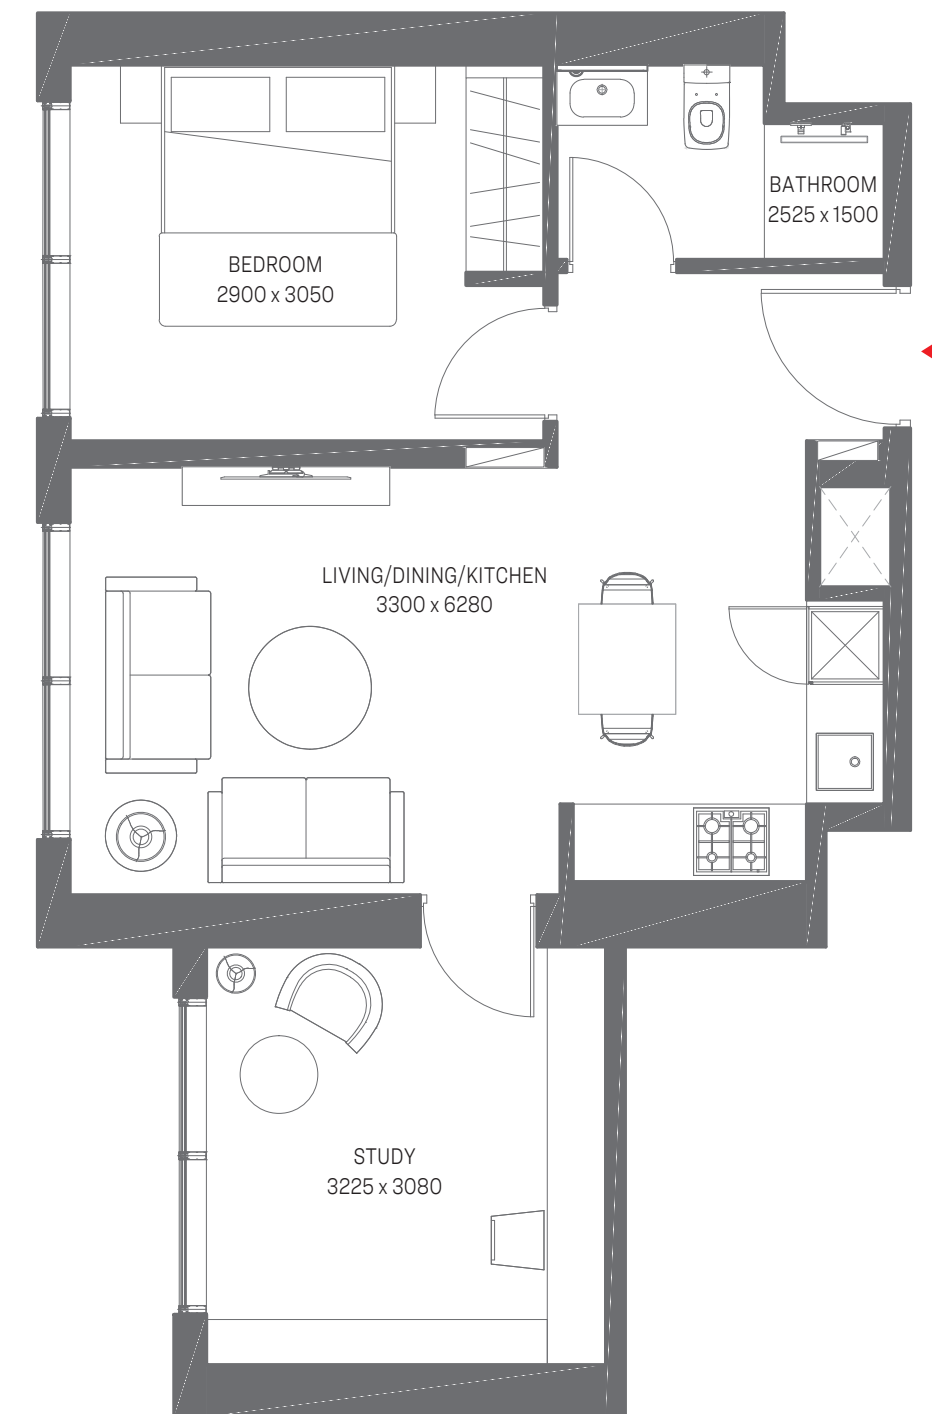 BATHROOM
2525 x 1500
BEDROOM
2900 x 3050
LIVING/DINING/KITCHEN
3300 x 6280
STUDY
3225 x 3080